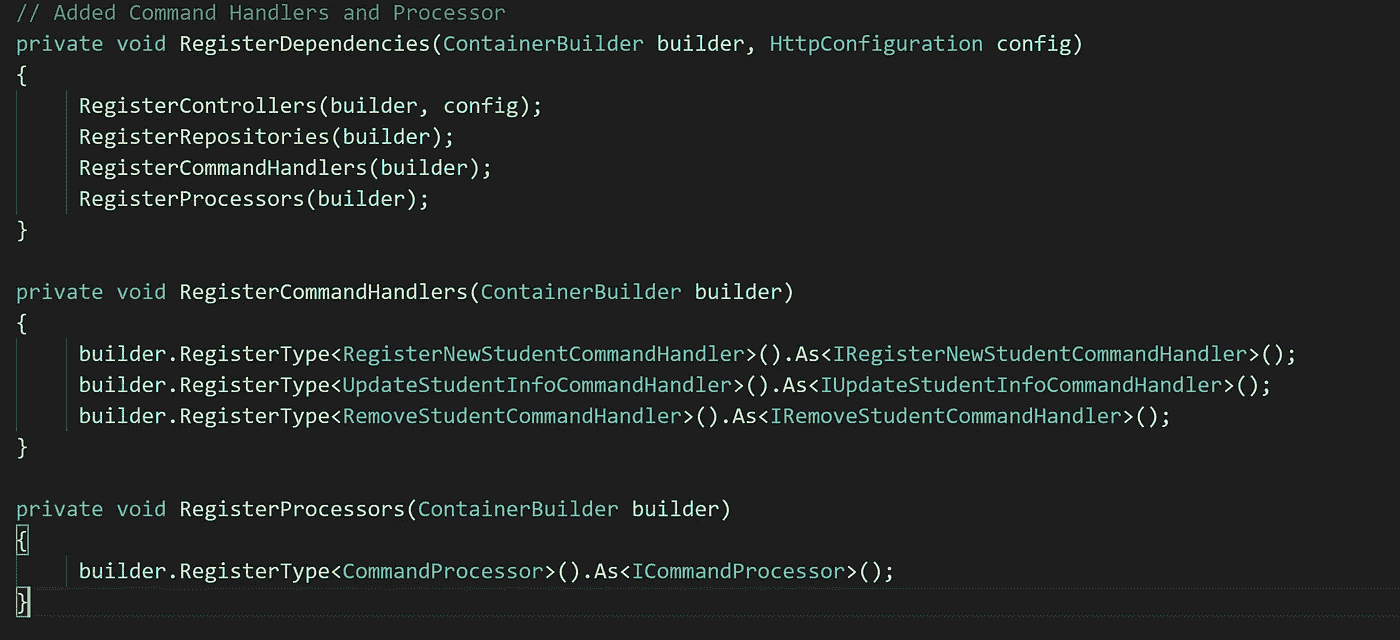 // Added Command Handlers and Processor
private void RegisterDependencies(ContainerBuilder builder, HttpConfiguration config)
{
     RegisterControllers(builder, config);
     RegisterRepositories(builder);
     RegisterCommandHandlers(builder);
     RegisterProcessors(builder);
}

private void RegisterCommandHandlers(ContainerBuilder builder)
{
     builder.RegisterType<RegisterNewStudentCommandHandler>().As<IRegisterNewStudentCommandHandler>();
     builder.RegisterType<UpdateStudentInfoCommandHandler>().As<IUpdateStudentInfoCommandHandler>();
     builder.RegisterType<RemoveStudentCommandHandler>().As<IRemoveStudentCommandHandler>();
}

private void RegisterProcessors(ContainerBuilder builder)
{
     builder.RegisterType<CommandProcessor>().As<ICommandProcessor>();
}